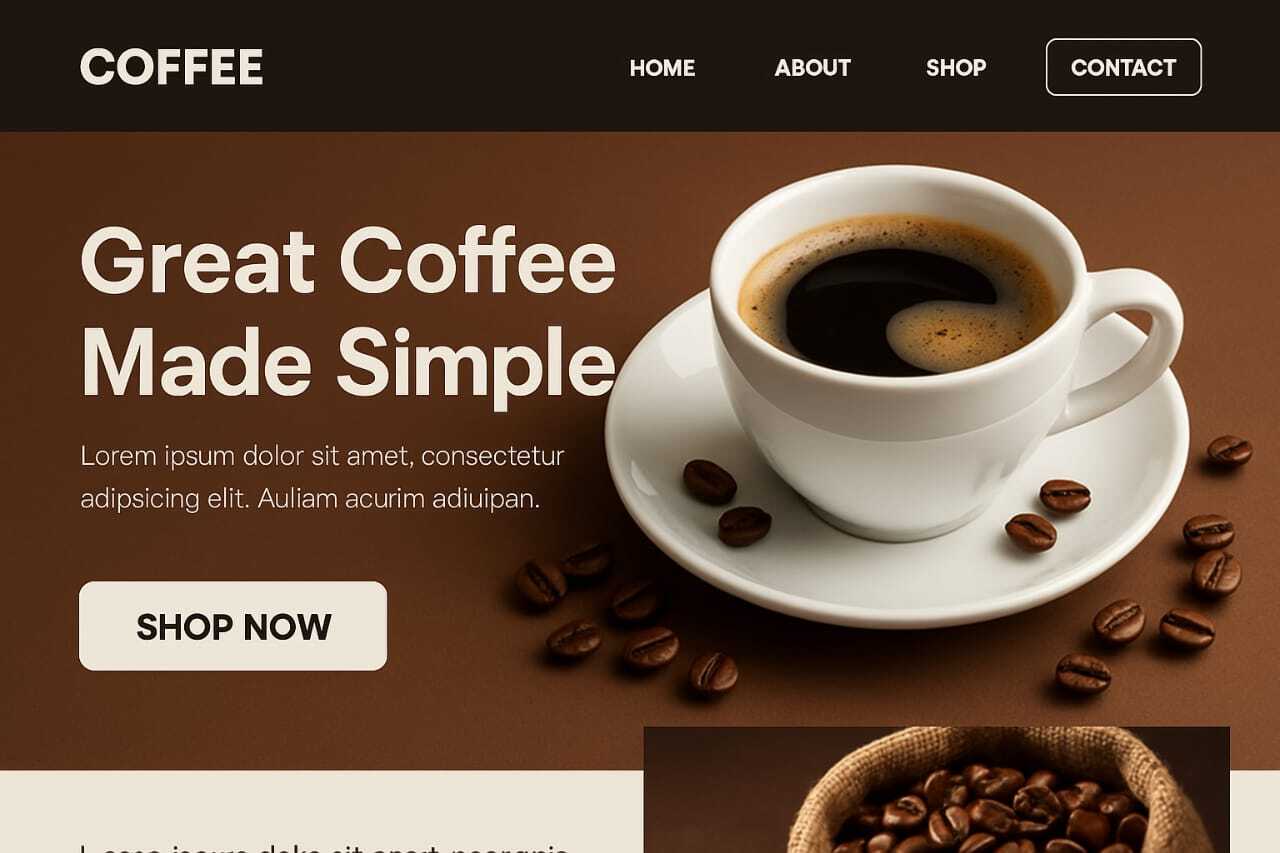 COFFEE
HOME
ABOUT
SHOP
CONTACT
Great Coffee
Made Simple
Lorem ipsum dolor sit amet, consectetur
adipsicing elit. Auliam acurim adiuipan.
SHOP NOW